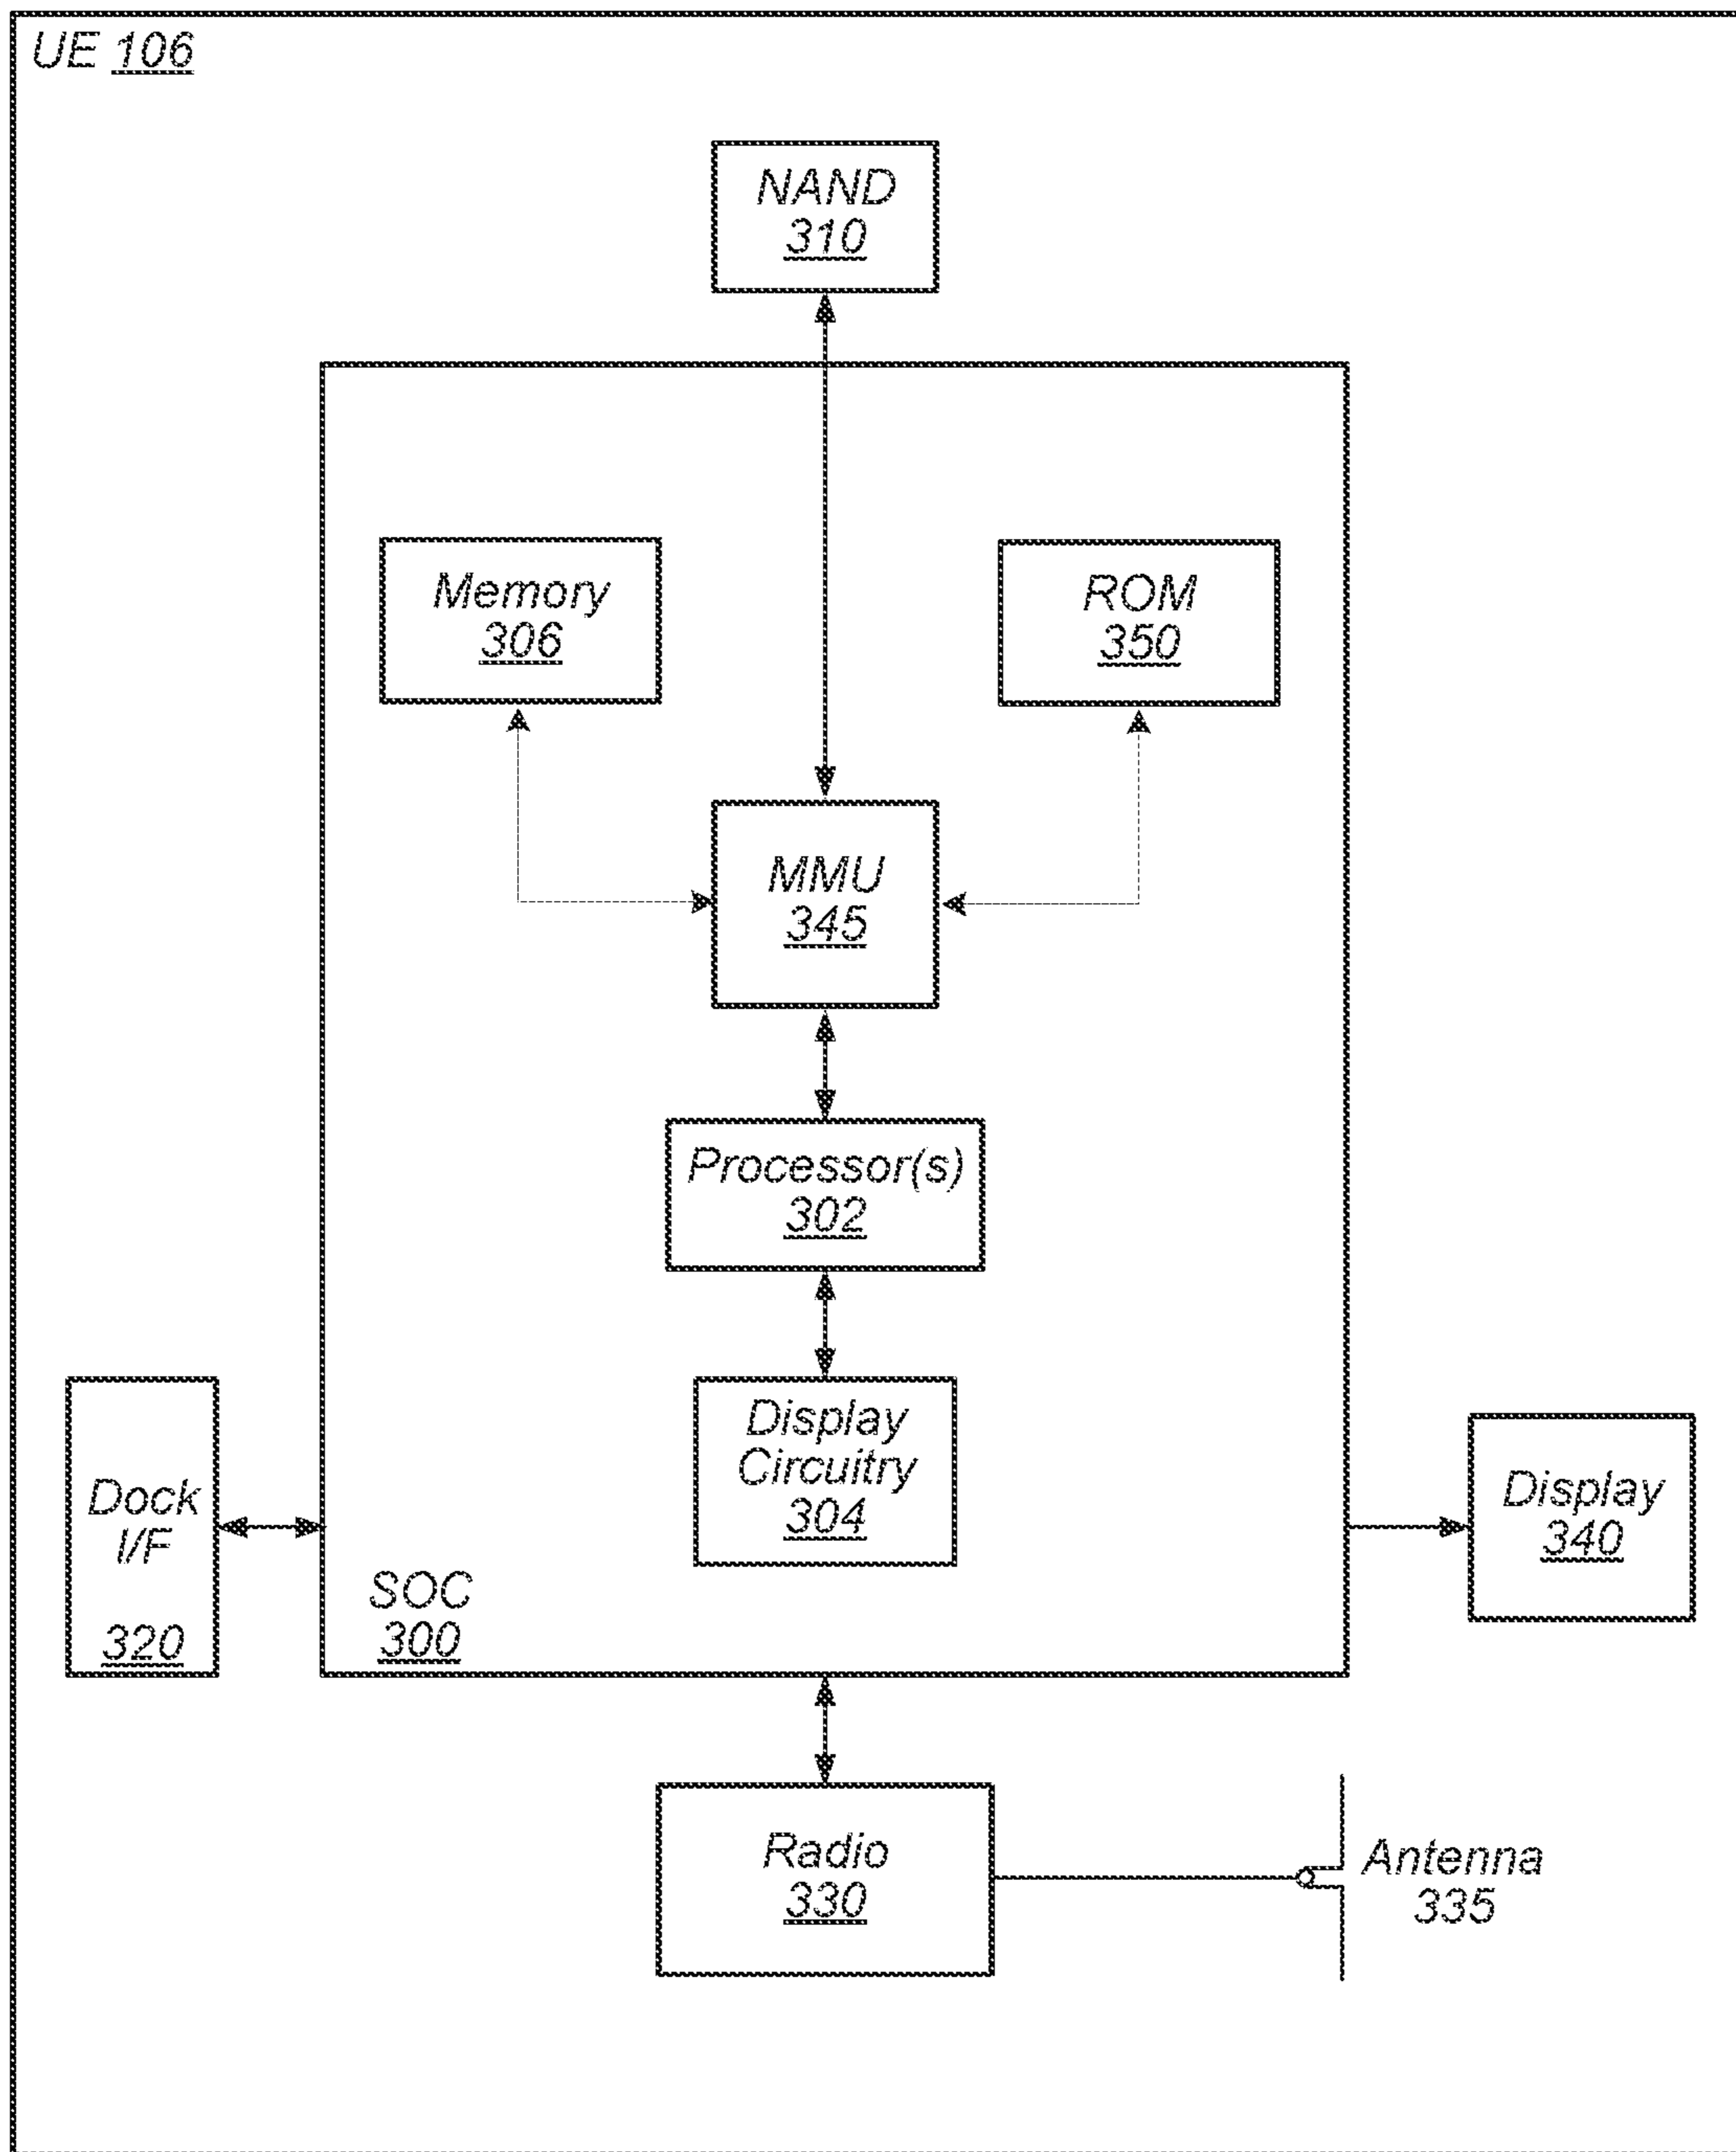 UE 106
NAND
310
Memory
306
ROM
350
MMU
345
Processor(s)
302
Display
Circuitry
304
Dock
I/F
320
SOC
300
Display
340
Radio
330
Antenna
335